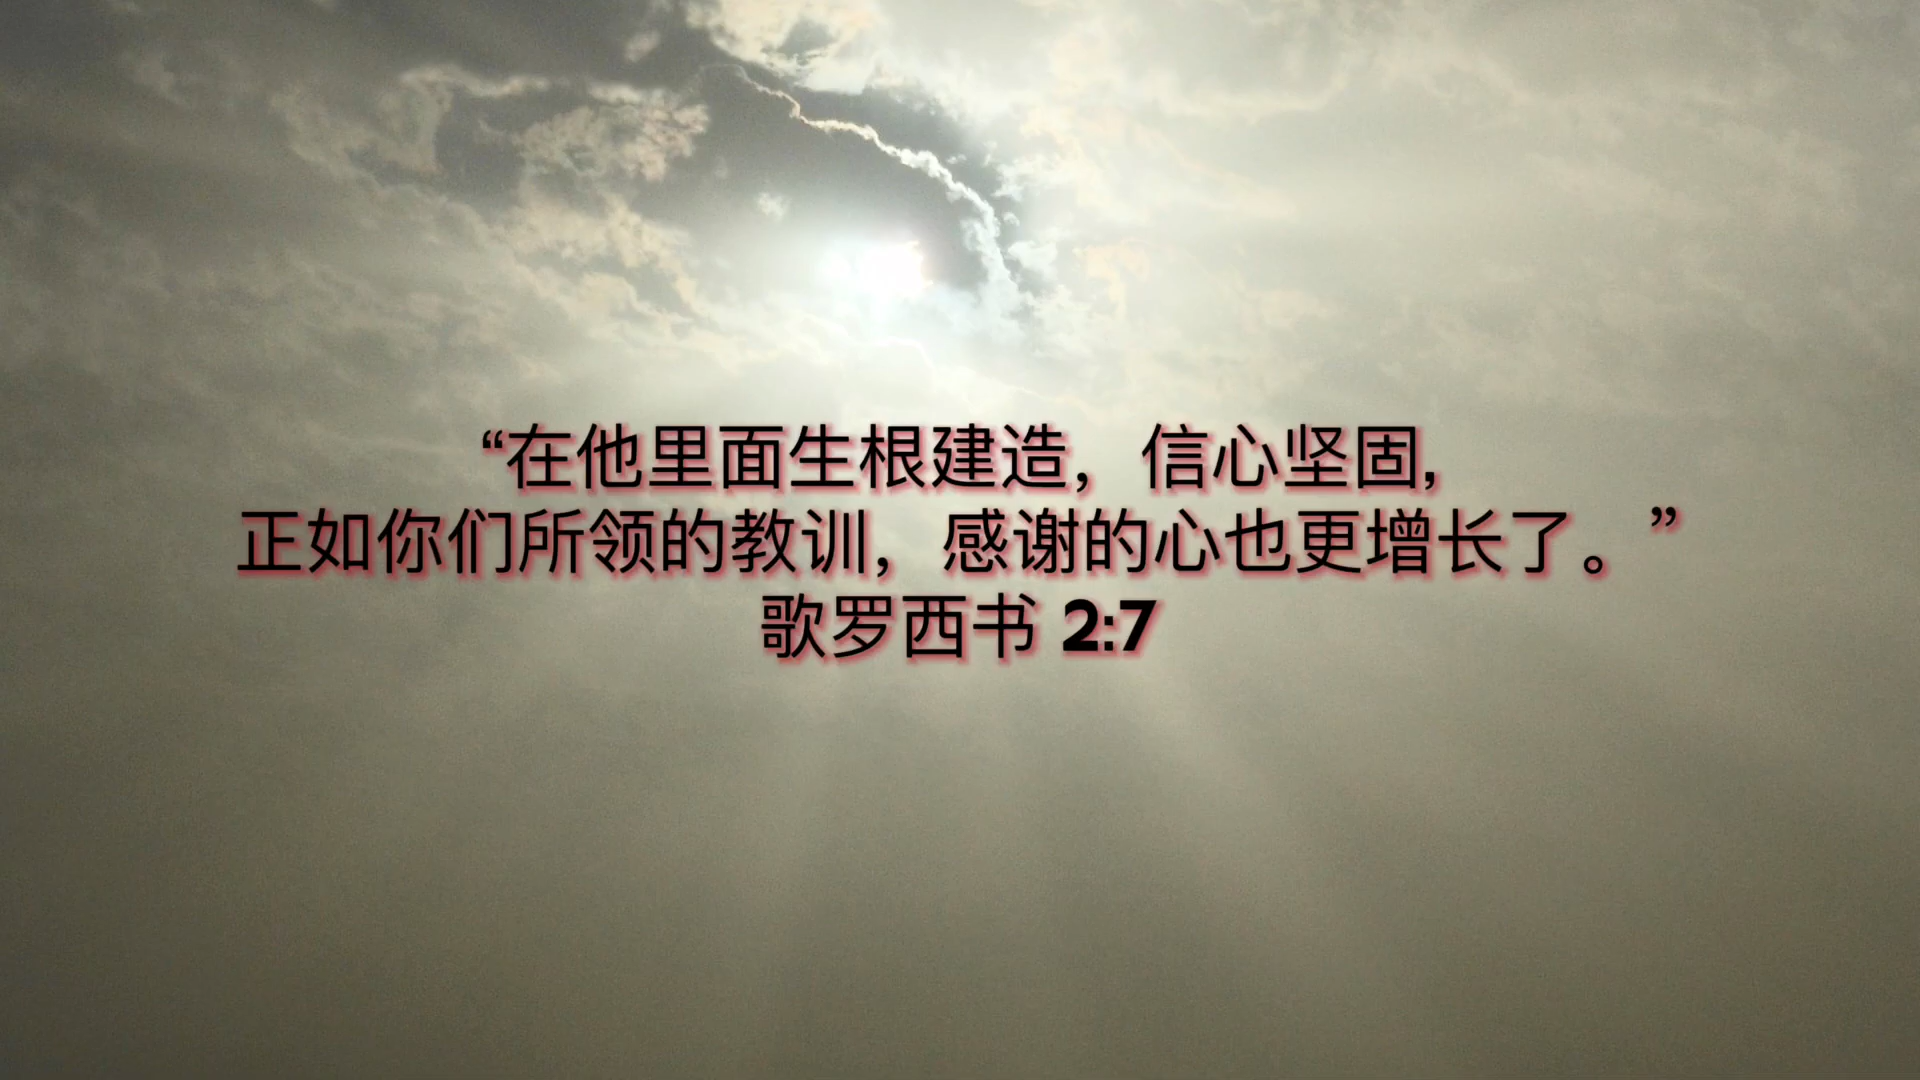 “在他里面生根建造，信心坚固,
正如你们所领的教训，感谢的心也更增长了。”
歌罗西书 2:7